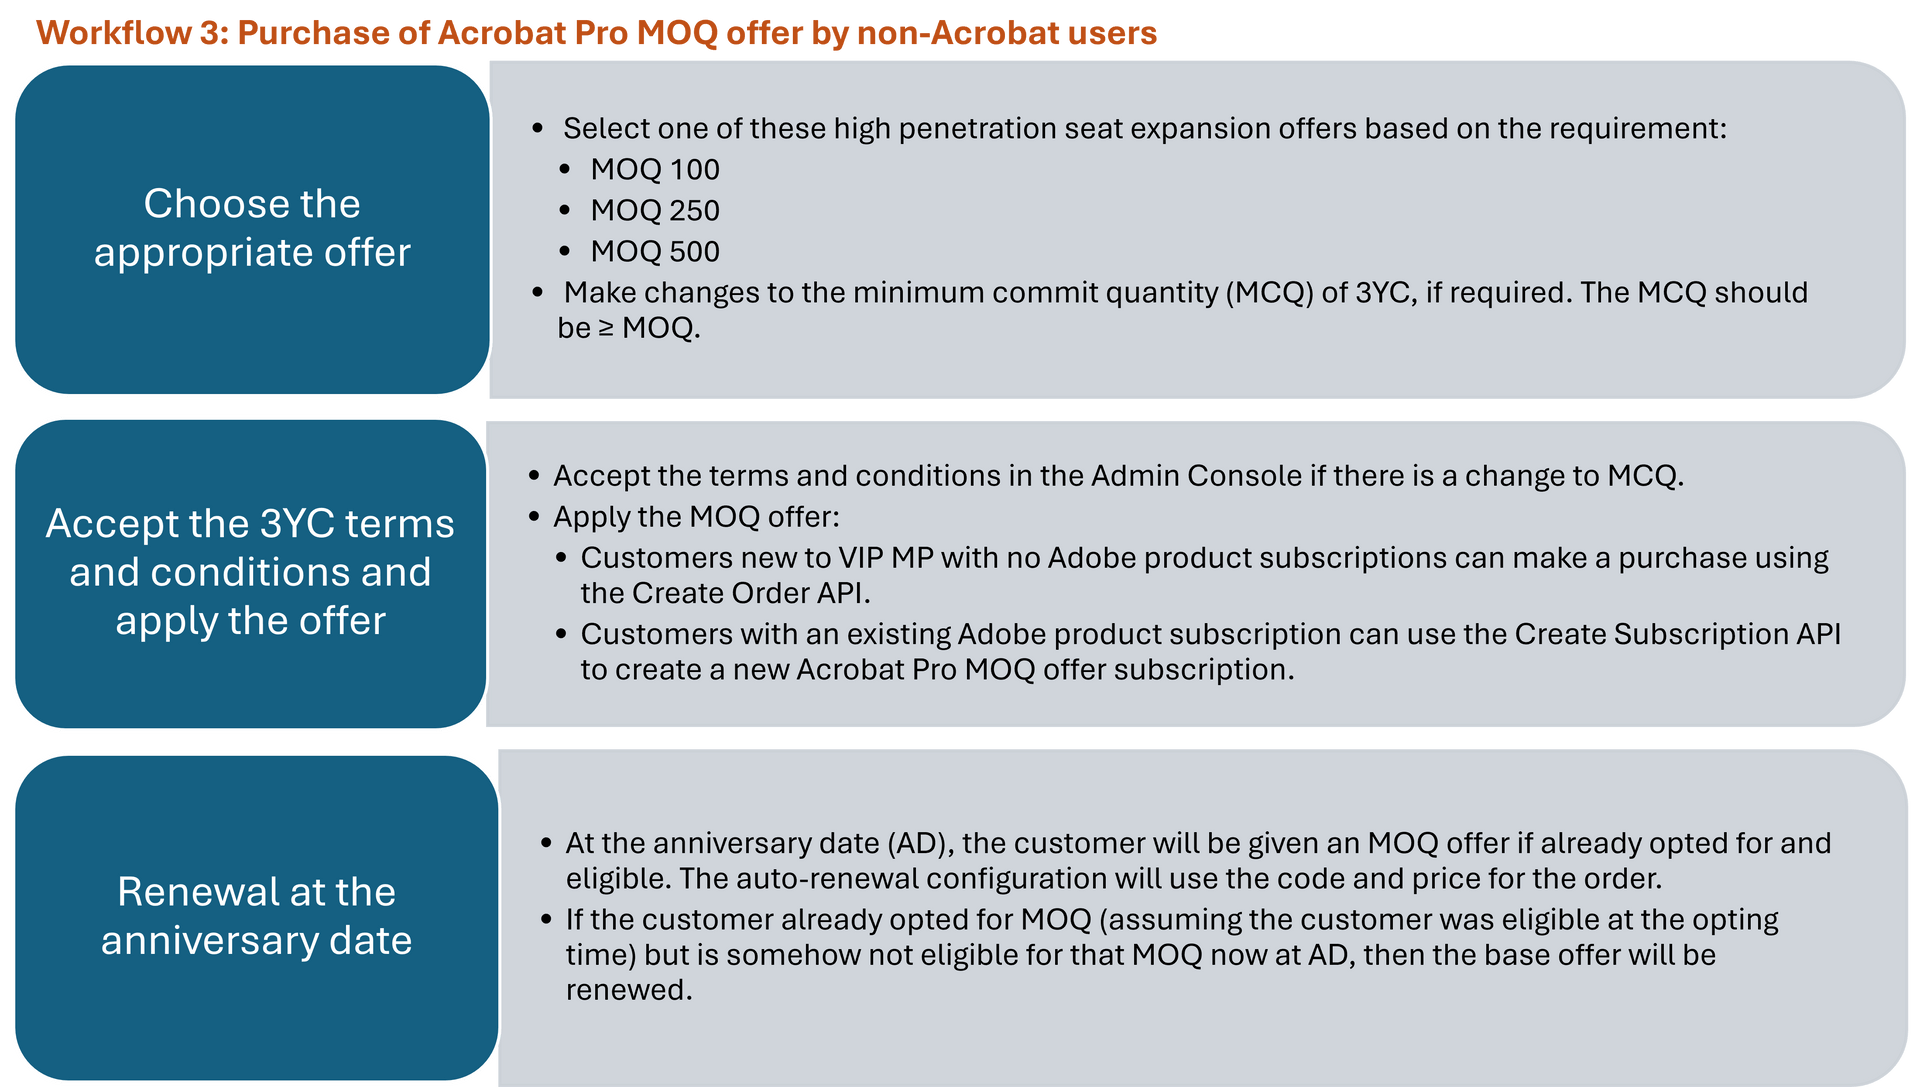 Workflow 3: Purchase of Acrobat Pro MOQ offer by non-Acrobat users
Choose the
appropriate offer
• Select one of these high penetration seat expansion offers based on the requirement:
• MOQ 100
• MOQ 250
• MOQ 500
• Make changes to the minimum commit quantity (MCQ) of 3YC, if required. The MCQ should
be ≥ MOQ.
Accept the 3YC terms
and conditions and
apply the offer
• Accept the terms and conditions in the Admin Console if there is a change to MCQ.
• Apply the MOQ offer:
• Customers new to VIP MP with no Adobe product subscriptions can make a purchase using
the Create Order API.
• Customers with an existing Adobe product subscription can use the Create Subscription API
to create a new Acrobat Pro MOQ offer subscription.
Renewal at the
anniversary date
• At the anniversary date (AD), the customer will be given an MOQ offer if already opted for and
eligible. The auto-renewal configuration will use the code and price for the order.
• If the customer already opted for MOQ (assuming the customer was eligible at the opting
time) but is somehow not eligible for that MOQ now at AD, then the base offer will be
renewed.